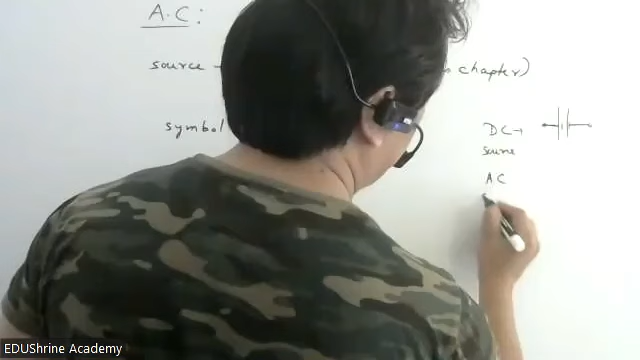 A.C :
source - chapter)
symbol DC →
source
AC
EDUShrine Academy